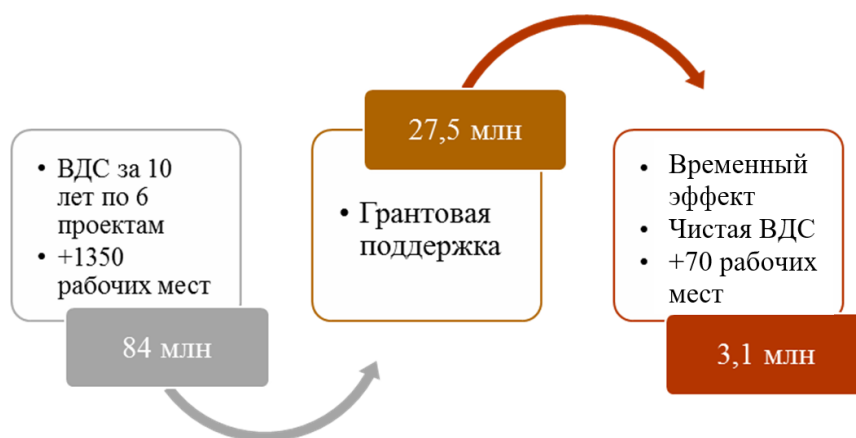 • ВДС за 10
лет по 6
проектам
• +1350
рабочих мест
84 млн
27,5 млн
• Грантовая
поддержка
• Временный
эффект
• Чистая ВДС
• +70 рабочих
мест
3,1 млн